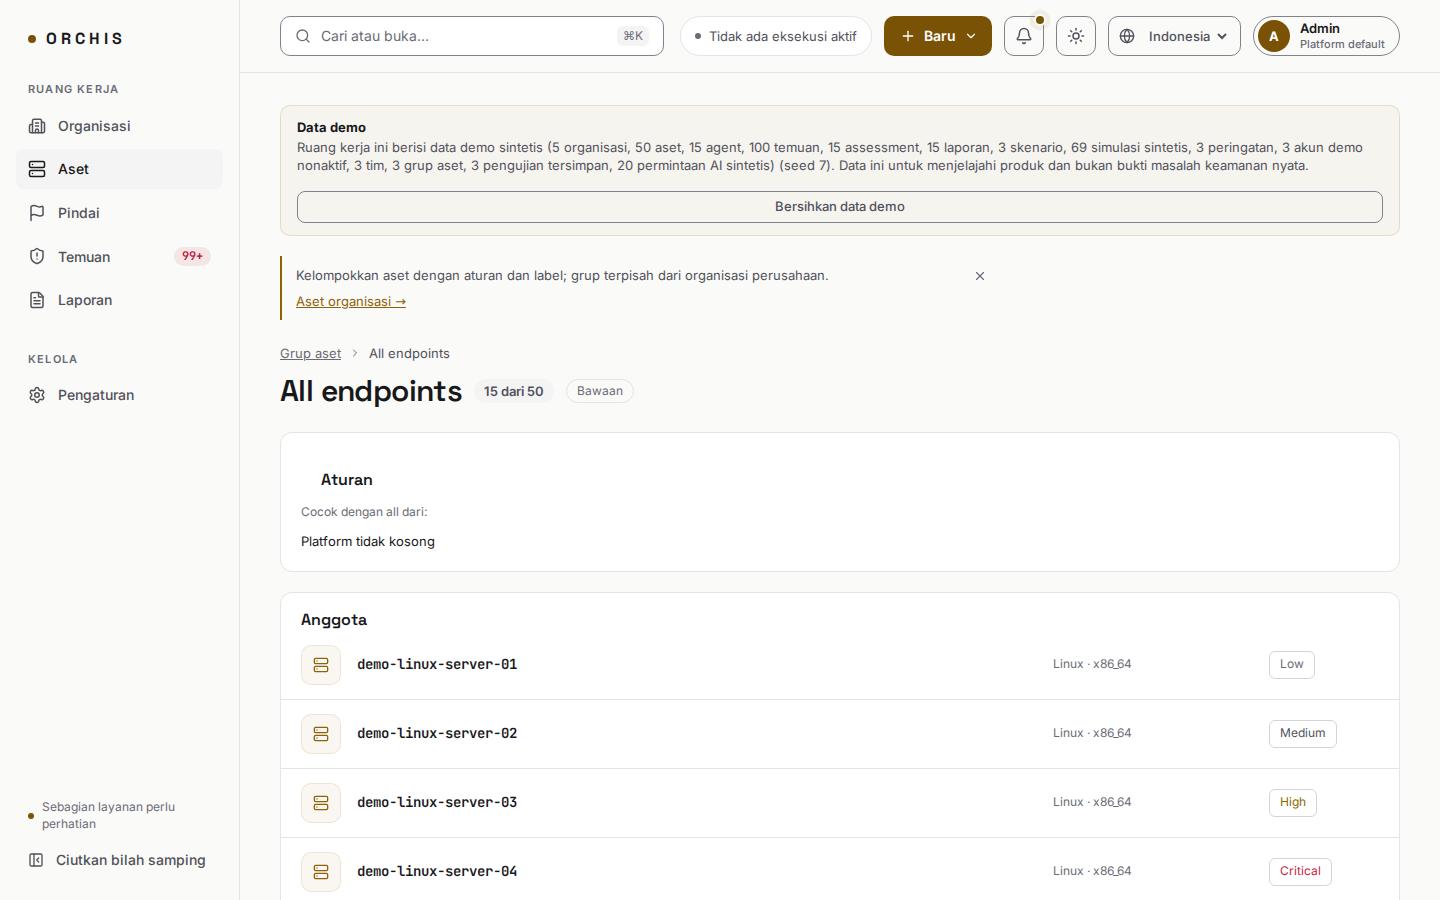 ORCHIS
Cari atau buka...
⌘K
Tidak ada eksekusi aktif
Baru
Indonesia
A
Admin
Platform default
RUANG KERJA
Organisasi
Aset
Pindai
Temuan
99+
Laporan
KELOLA
Pengaturan
Sebagian layanan perlu
perhatian
Ciutkan bilah samping
Data demo
Ruang kerja ini berisi data demo sintetis (5 organisasi, 50 aset, 15 agent, 100 temuan, 15 assessment, 15 laporan, 3 skenario, 69 simulasi sintetis, 3 peringatan, 3 akun demo
nonaktif, 3 tim, 3 grup aset, 3 pengujian tersimpan, 20 permintaan AI sintetis) (seed 7). Data ini untuk menjelajahi produk dan bukan bukti masalah keamanan nyata.
Bersihkan data demo
Kelompokkan aset dengan aturan dan label; grup terpisah dari organisasi perusahaan.
Aset organisasi →
Grup aset > All endpoints
All endpoints 15 dari 50 Bawaan
Aturan
Cocok dengan all dari:
Platform tidak kosong
Anggota
demo-linux-server-01 Linux · x86_64 Low
demo-linux-server-02 Linux · x86_64 Medium
demo-linux-server-03 Linux · x86_64 High
demo-linux-server-04 Linux · x86_64 Critical